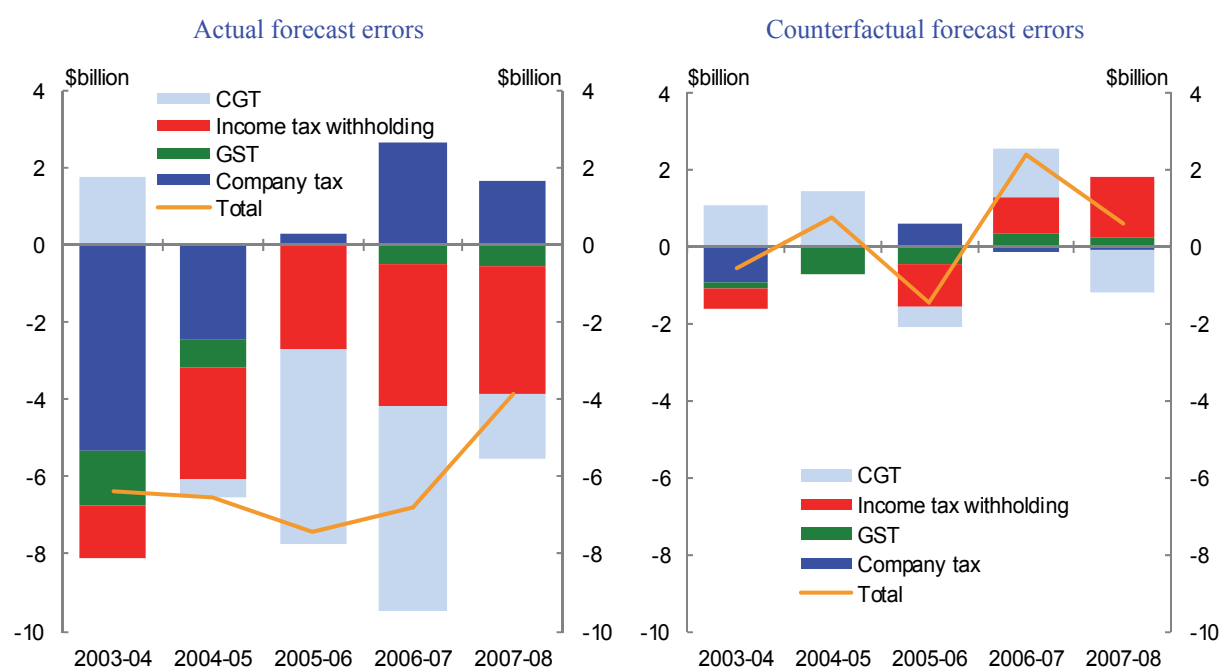 Actual forecast errors
$billion
$billion
4
2
0
-2
-4
-6
-8
-10
4
2
0
-2
-4
-6
-8
-10
CGT
Income tax withholding
GST
Company tax
Total
2003-04 2004-05 2005-06 2006-07 2007-08
Counterfactual forecast errors
$billion
$billion
4
2
0
-2
-4
-6
-8
-10
4
2
0
-2
-4
-6
-8
-10
CGT
Income tax withholding
GST
Company tax
Total
2003-04 2004-05 2005-06 2006-07 2007-08